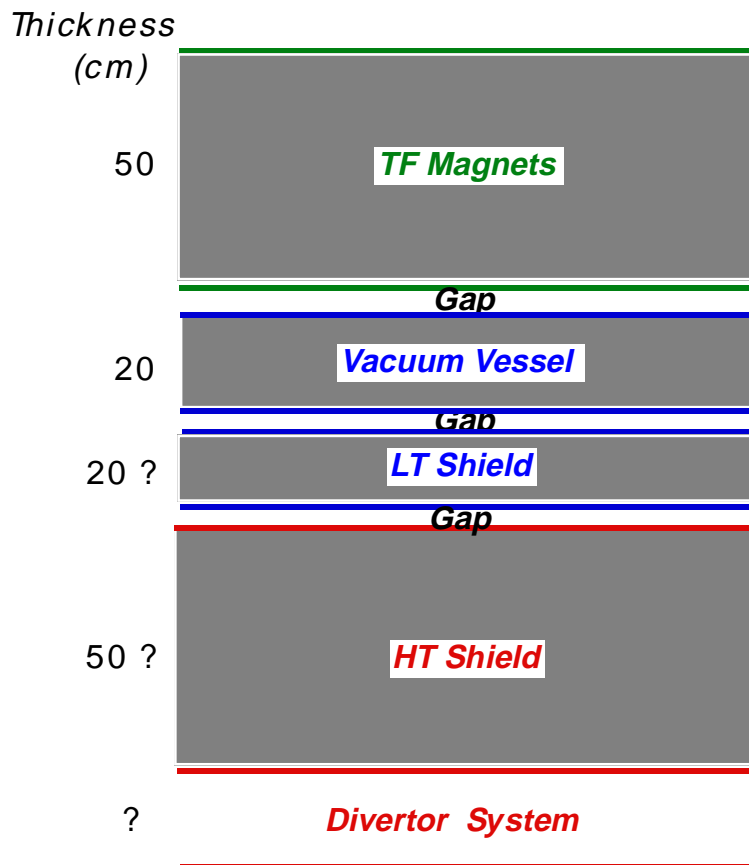 Thickness
(cm)
50
TF Magnets
Gap
20
Vacuum Vessel
Gap
20 ?
LT Shield
Gap
50 ?
HT Shield
?
Divertor System